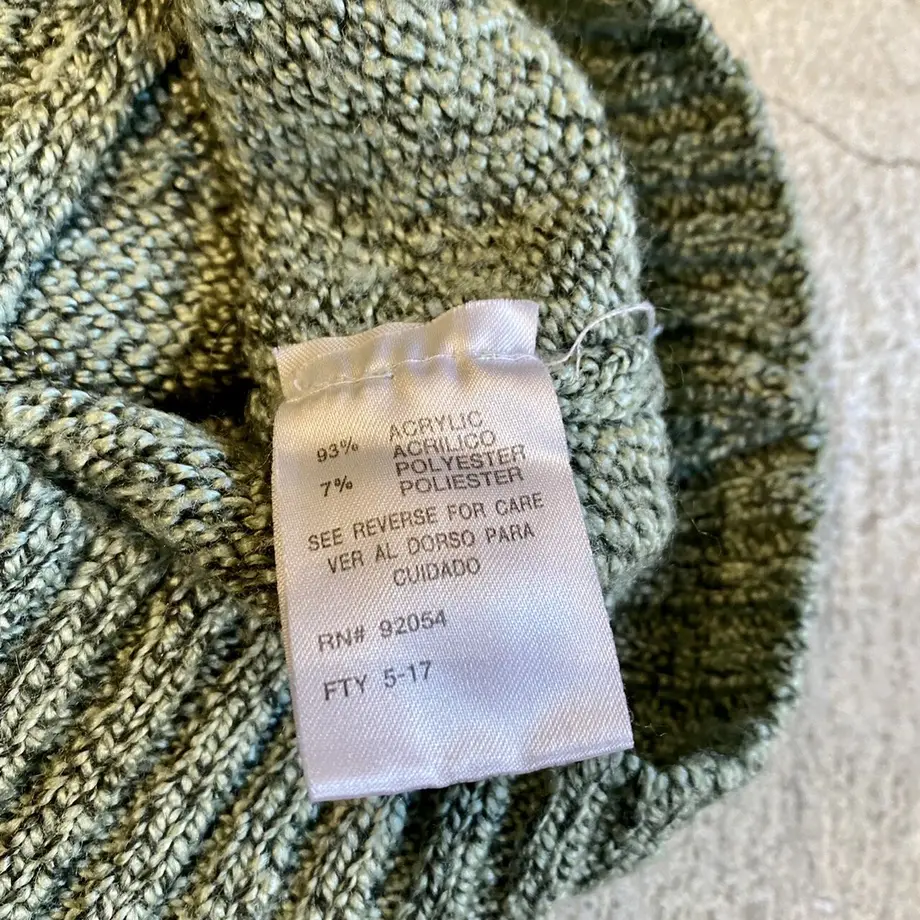 93% ACRYLIC
ACRILICO
7% POLYESTER
POLIESTER
SEE REVERSE FOR CARE
VER AL DORSO PARA
CUIDADO
RN# 92054
FTY 5-17